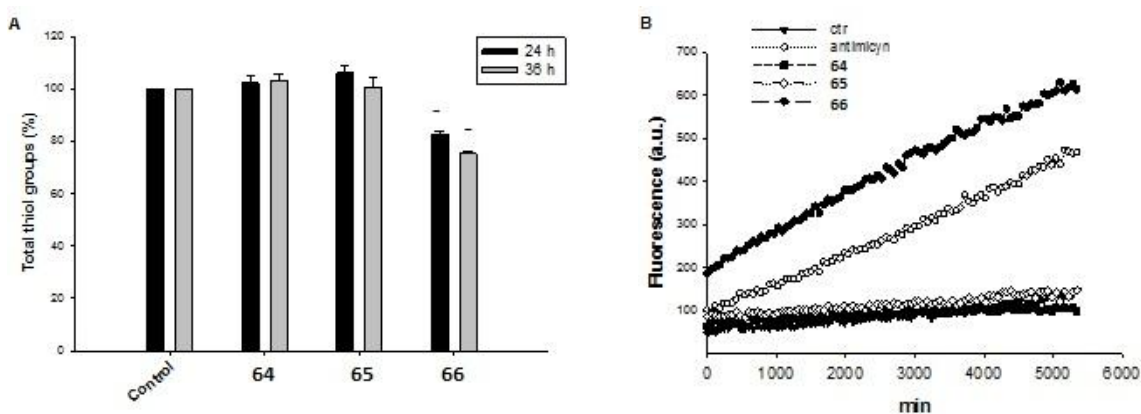 A
Total thiol groups (%)
120
100
80
60
40
20
0
24 h
36 h
Control
64
65
66
B
ctr
antimicyn
64
65
66
Fluorescence (a.u.)
700
600
500
400
300
200
100
0
0 1000 2000 3000 4000 5000 6000
min